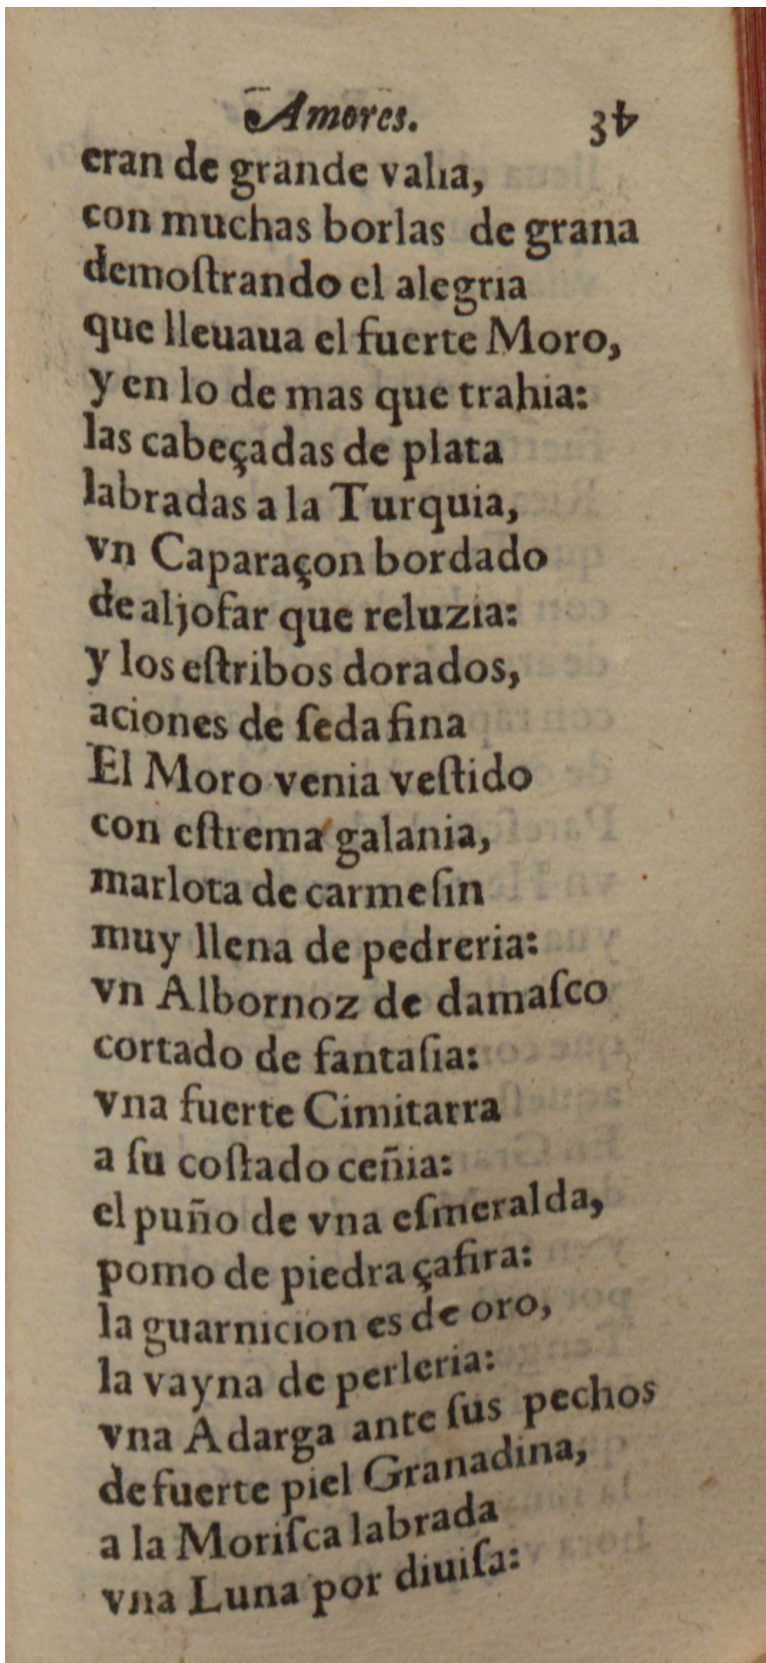 Amores. 34
eran de grande valia,
con muchas borlas de grana
demoſtrando el alegria
que lleuaua el fuerte Moro,
y en lo de mas que trahia:
las cabeçadas de plata
labradas a la Turquia,
vn Caparaçon bordado
de aljofar que reluzia:
y los eſtribos dorados,
aciones de ſeda fina
El Moro venia veſtido
con eſtrema galania,
marlota de carmeſin
muy llena de pedreria:
vn Albornoz de damaſco
cortado de fantaſia:
vna fuerte Cimitarra
a ſu coſtado ceñia:
el puño de vna eſmeralda,
pomo de piedra çafira:
la guarnicion es de oro,
la vayna de perleria:
vna Adarga ante ſus pechos
de fuerte piel Granadina,
a la Moriſca labrada
vna Luna por diuiſa: